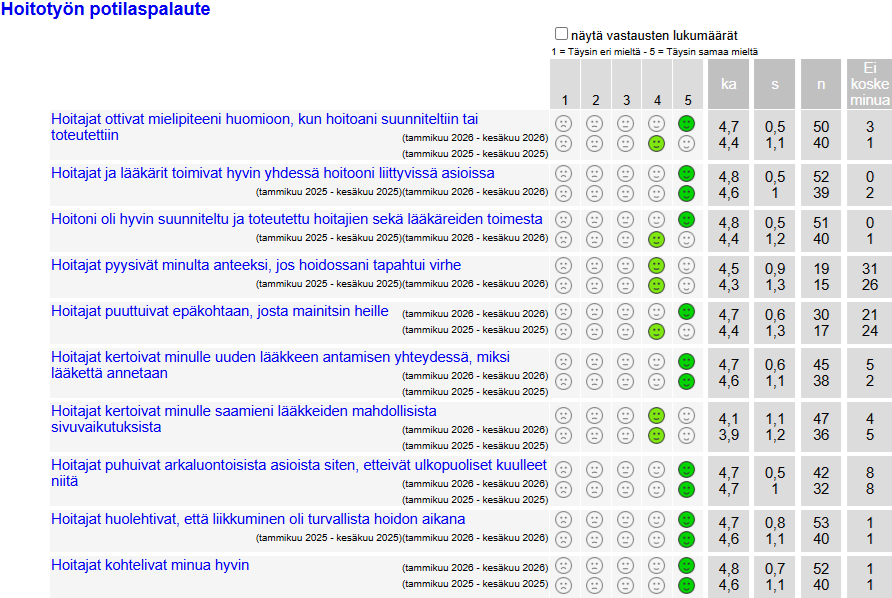 Hoitotyön potilaspalaute
näytä vastausten lukumäärät
1 = Täysin eri mieltä - 5 = Täysin samaa mieltä
1 2 3 4 5 ka s n Ei koske minua
Hoitajat ottivat mielipiteeni huomioon, kun hoitoani suunniteltiin tai
toteutettiin
(tammikuu 2026 - kesäkuu 2026) 4,7 0,5 50 3
(tammikuu 2025 - kesäkuu 2025) 4,4 1,1 40 1
Hoitajat ja lääkärit toimivat hyvin yhdessä hoitooni liittyvissä asioissa 4,8 0,5 52 0
(tammikuu 2025 - kesäkuu 2025)(tammikuu 2026 - kesäkuu 2026) 4,6 1 39 2
Hoitoni oli hyvin suunniteltu ja toteutettu hoitajien sekä lääkäreiden toimesta 4,8 0,5 51 0
(tammikuu 2025 - kesäkuu 2025)(tammikuu 2026 - kesäkuu 2026) 4,4 1,2 40 1
Hoitajat pyysivät minulta anteeksi, jos hoidossani tapahtui virhe 4,5 0,9 19 31
(tammikuu 2025 - kesäkuu 2025)(tammikuu 2026 - kesäkuu 2026) 4,3 1,3 15 26
Hoitajat puuttuivat epäkohtaan, josta mainitsin heille (tammikuu 2026 - kesäkuu 2026) 4,7 0,6 30 21
(tammikuu 2025 - kesäkuu 2025) 4,4 1,3 17 24
Hoitajat kertoivat minulle uuden lääkkeen antamisen yhteydessä, miksi
lääkettä annetaan
(tammikuu 2026 - kesäkuu 2026) 4,7 0,6 45 5
(tammikuu 2025 - kesäkuu 2025) 4,6 1,1 38 2
Hoitajat kertoivat minulle saamieni lääkkeiden mahdollisista
sivuvaikutuksista
(tammikuu 2026 - kesäkuu 2026) 4,1 1,1 47 4
(tammikuu 2025 - kesäkuu 2025) 3,9 1,2 36 5
Hoitajat puhuivat arkaluontoisista asioista siten, etteivät ulkopuoliset kuulleet
niitä
(tammikuu 2026 - kesäkuu 2026) 4,7 0,5 42 8
(tammikuu 2025 - kesäkuu 2025) 4,7 1 32 8
Hoitajat huolehtivat, että liikkuminen oli turvallista hoidon aikana 4,7 0,8 53 1
(tammikuu 2025 - kesäkuu 2025)(tammikuu 2026 - kesäkuu 2026) 4,6 1,1 40 1
Hoitajat kohtelivat minua hyvin (tammikuu 2026 - kesäkuu 2026) 4,8 0,7 52 1
(tammikuu 2025 - kesäkuu 2025) 4,6 1,1 40 1